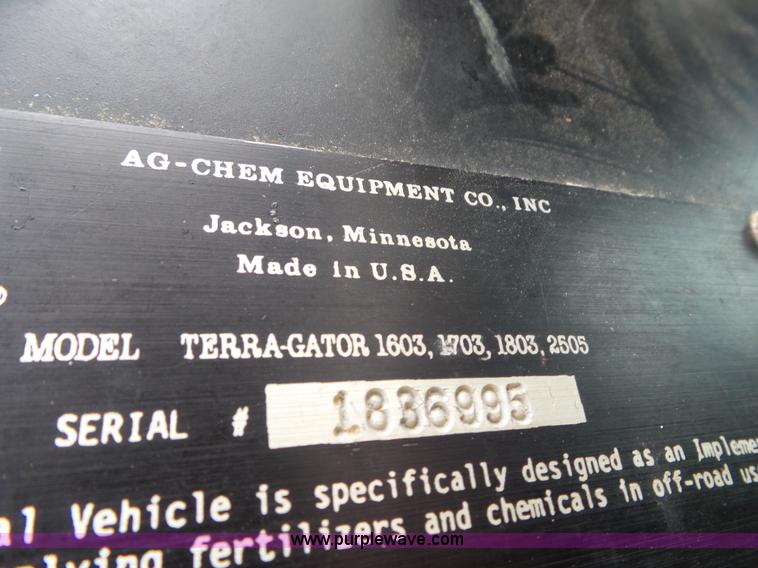 AG-CHEM EQUIPMENT CO., INC
Jackson, Minnesota
Made in U.S.A.
MODEL TERRA-GATOR 1603, 1703, 1803, 2505
SERIAL # 1836995
Vehicle is specifically designed as an
fertilizers and chemicals in off-road
www.purplewave.com